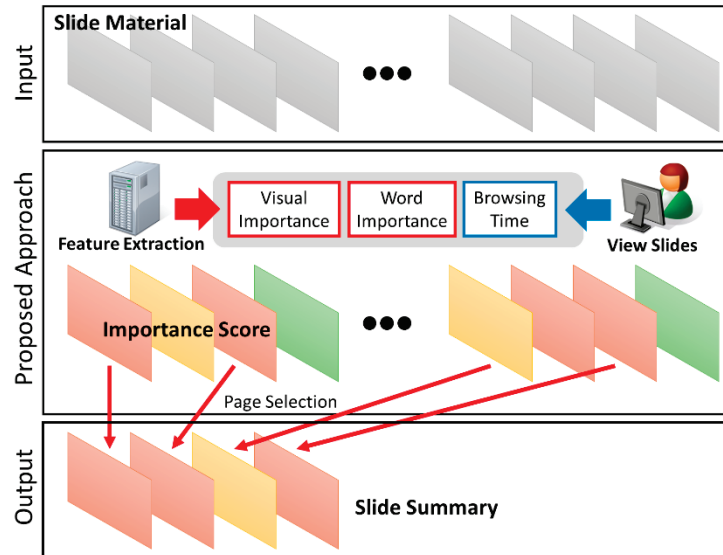 Input
Slide Material
Proposed Approach
Visual
Importance
Word
Importance
Browsing
Time
Feature Extraction
View Slides
Importance Score
Page Selection
Output
Slide Summary